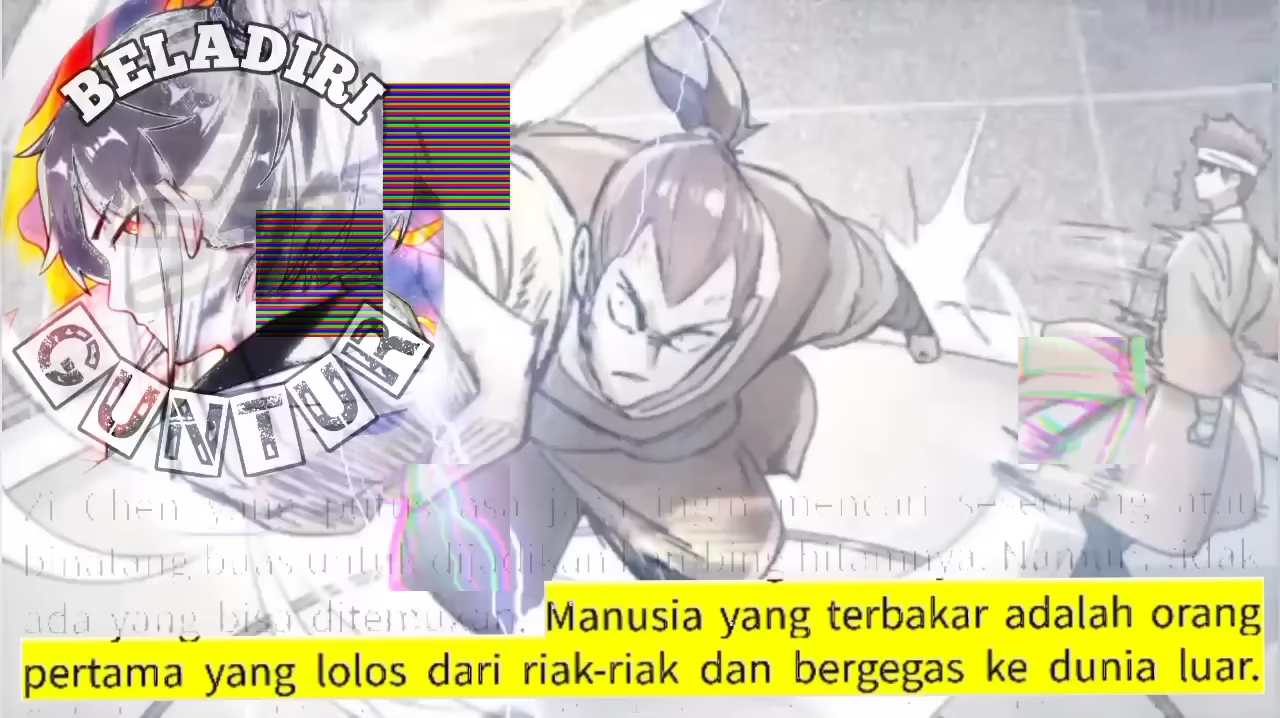 BELADIRI
GUNTUR
Zi Chen yang putus asa juga ingin mencari seseorang atau
binatang buas untuk dijadikan kambing hitamnya. Namun, tidak
ada yang bisa ditemukan. Manusia yang terbakar adalah orang
pertama yang lolos dari riak-riak dan bergegas ke dunia luar.